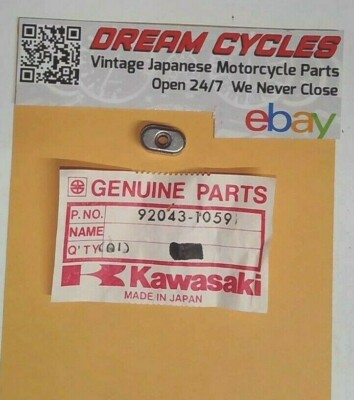 DREAM CYCLES
Vintage Japanese Motorcycle Parts
Open 24/7 We Never Close
ebay
GENUINE PARTS
P. NO. 92043-1059
NAME
Q'TY (01)
Kawasaki
MADE IN JAPAN